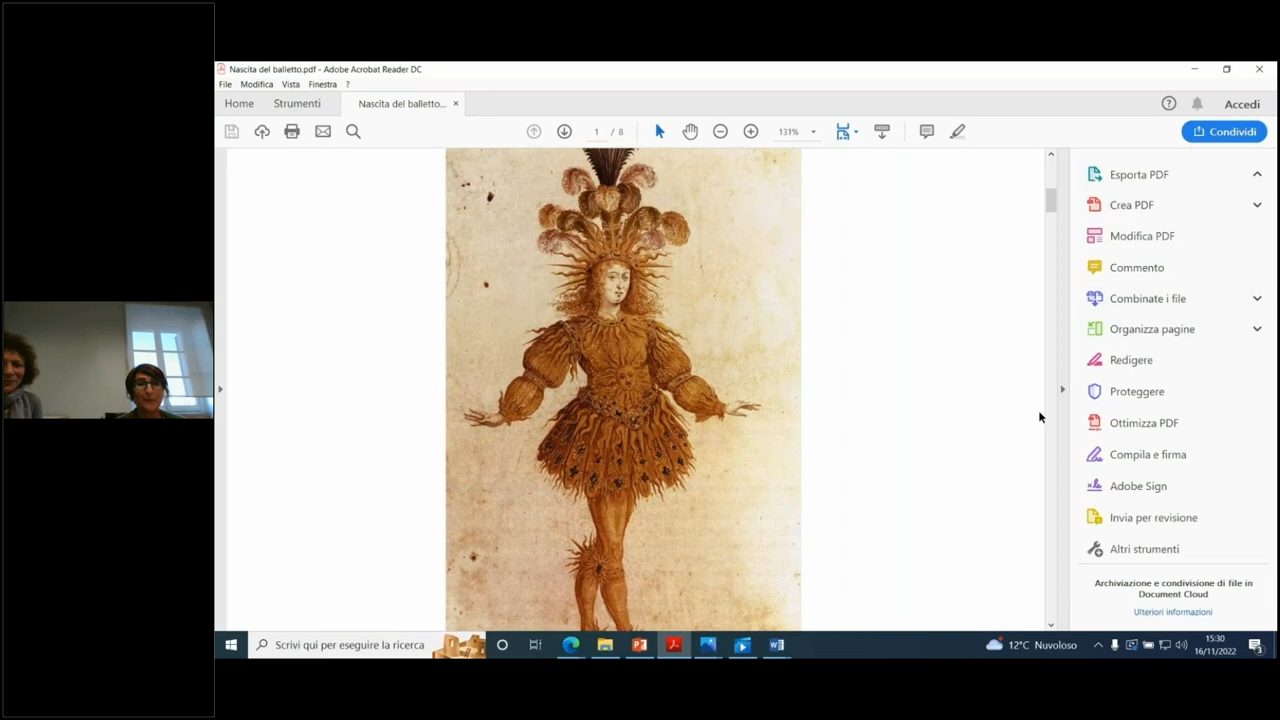 Nascita del balletto.pdf - Adobe Acrobat Reader DC
File Modifica Vista Finestra ?
Home Strumenti Nascita del balletto... × Accedi
1 / 8 131% Condividi
Esporta PDF
Crea PDF
Modifica PDF
Commento
Combinate i file
Organizza pagine
Redigere
Proteggere
Ottimizza PDF
Compila e firma
Adobe Sign
Invia per revisione
Altri strumenti
Archiviazione e condivisione di file in
Document Cloud
Ulteriori informazioni
Scrivi qui per eseguire la ricerca 12°C Nuvoloso 15:30
16/11/2022 3